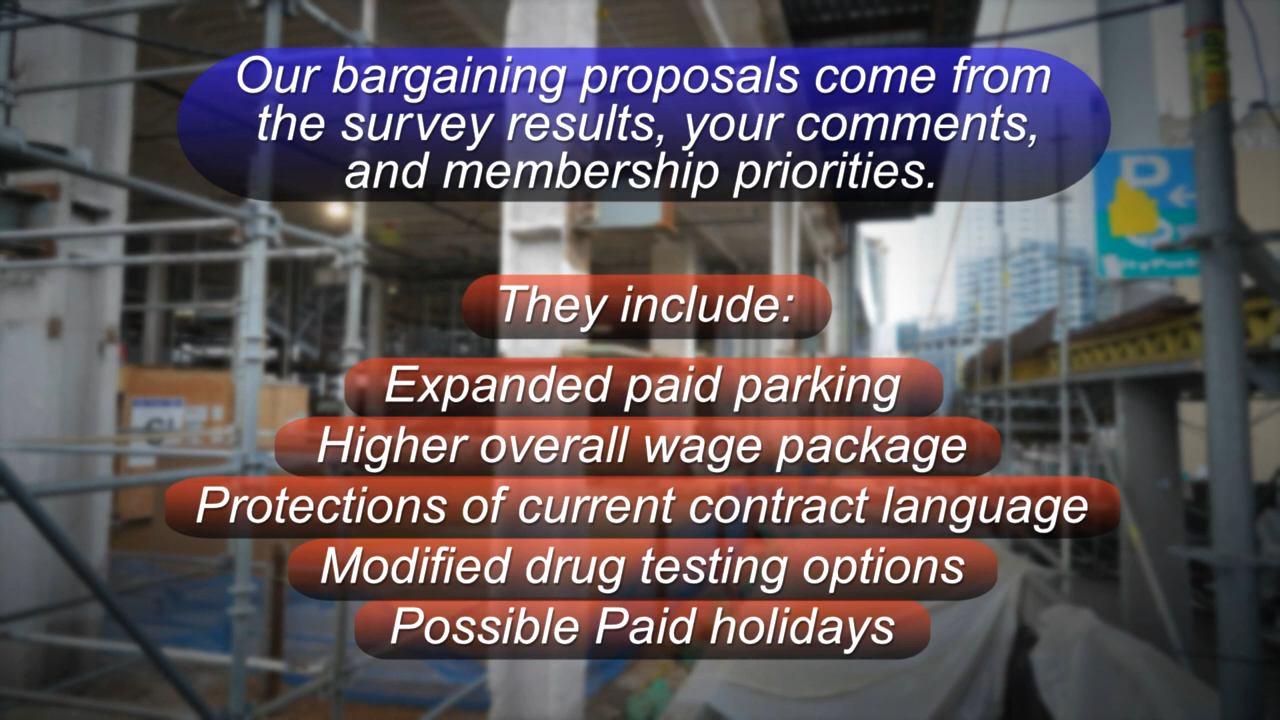 Our bargaining proposals come from
the survey results, your comments,
and membership priorities.
P
They include:
Expanded paid parking
Higher overall wage package
Protections of current contract language
Modified drug testing options
Possible Paid holidays